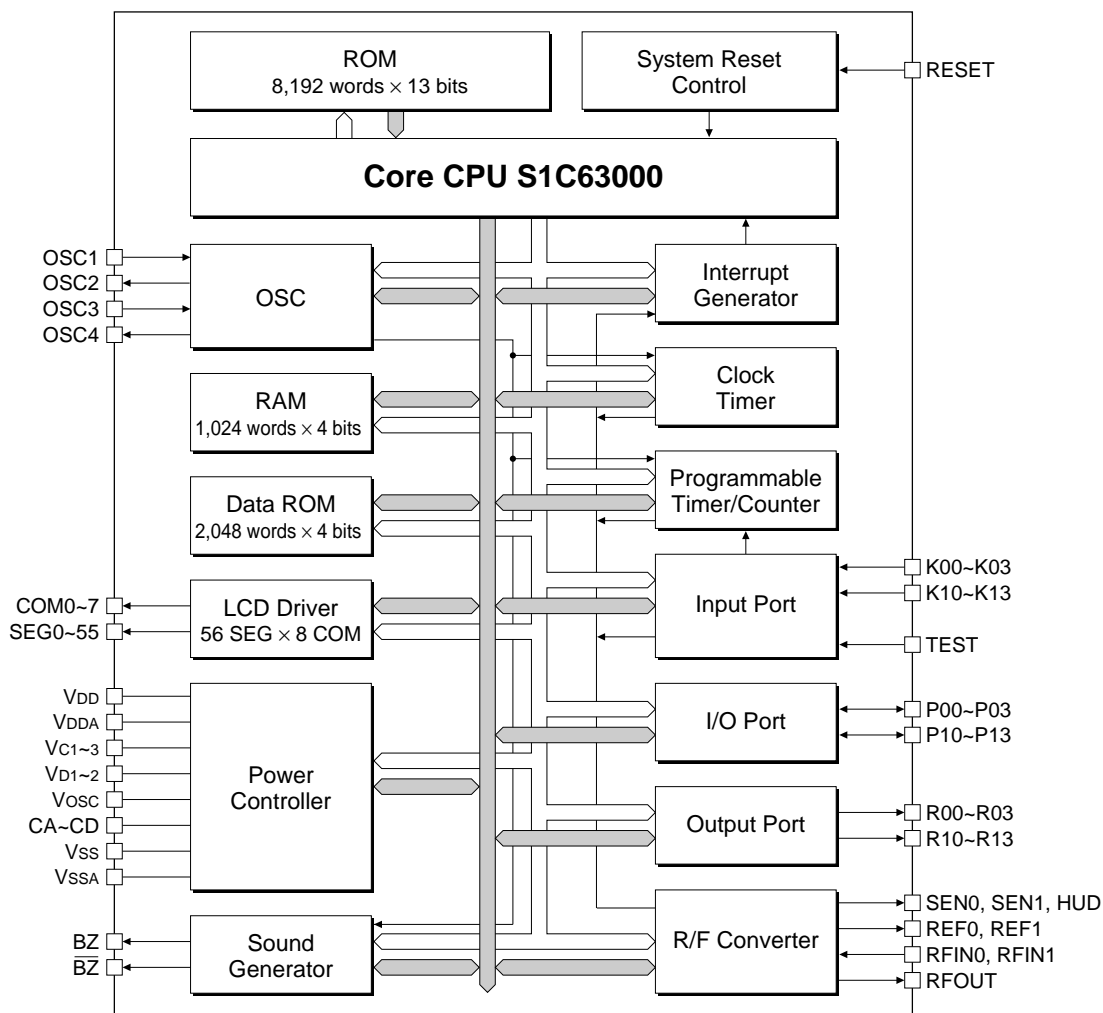 ROM
8,192 words × 13 bits
System Reset
Control
RESET
Core CPU S1C63000
OSC1
OSC2
OSC3
OSC4
OSC
Interrupt
Generator
RAM
1,024 words × 4 bits
Clock
Timer
Data ROM
2,048 words × 4 bits
Programmable
Timer/Counter
COM0~7
SEG0~55
LCD Driver
56 SEG × 8 COM
Input Port
K00~K03
K10~K13
TEST
VDD
VDDA
VC1~3
VD1~2
VOSC
CA~CD
VSS
VSSA
Power
Controller
I/O Port
P00~P03
P10~P13
Output Port
R00~R03
R10~R13
BZ
B̅Z̅
Sound
Generator
R/F Converter
SEN0, SEN1, HUD
REF0, REF1
RFIN0, RFIN1
RFOUT